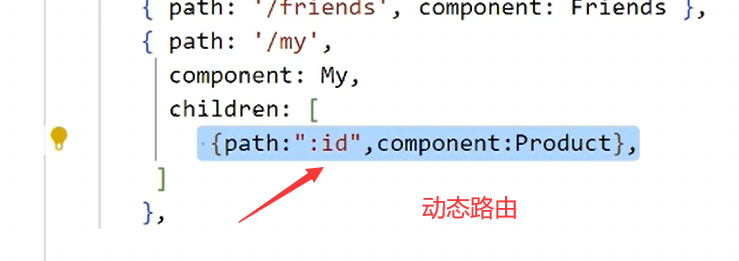 { path: '/friends', component: Friends },
{ path: '/my',
component: My,
children: [
{path:":id",component:Product},
]
},
动态路由